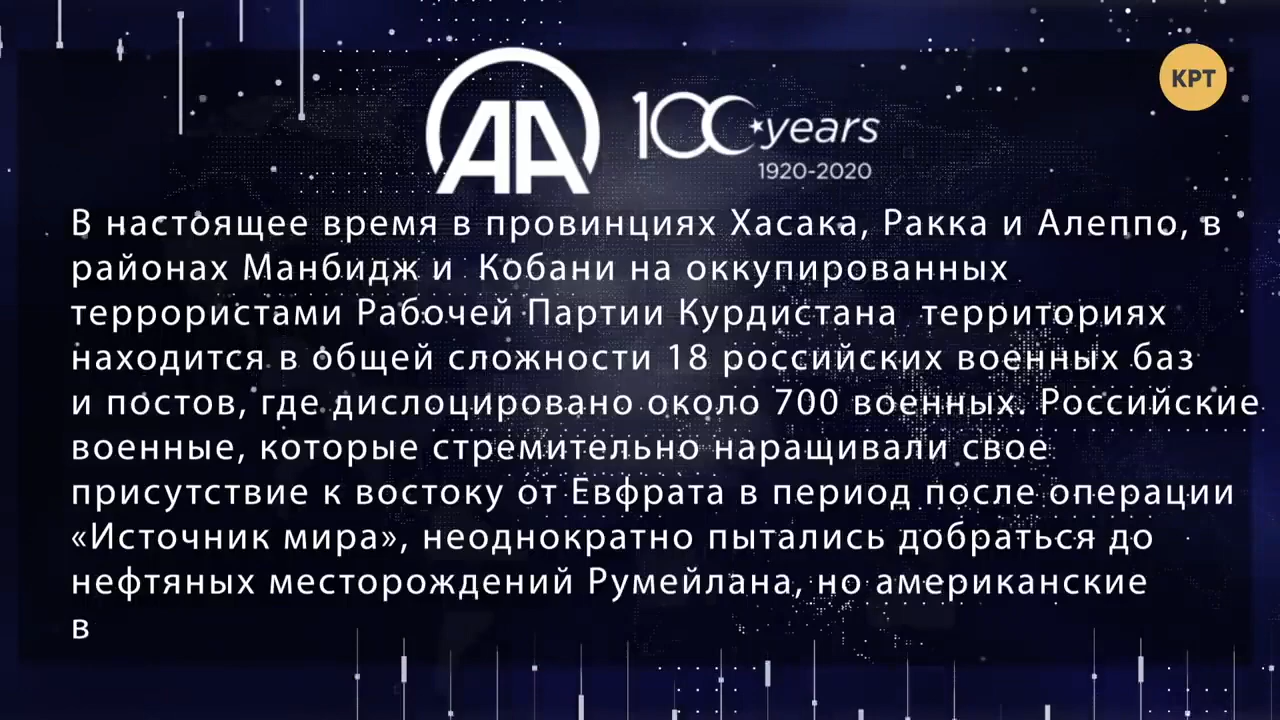 AA
100 years
1920-2020
КРТ
В настоящее время в провинциях Хасака, Ракка и Алеппо, в
районах Манбидж и Кобани на оккупированных
террористами Рабочей Партии Курдистана территориях
находится в общей сложности 18 российских военных баз
и постов, где дислоцировано около 700 военных. Российские
военные, которые стремительно наращивали свое
присутствие к востоку от Евфрата в период после операции
«Источник мира», неоднократно пытались добраться до
нефтяных месторождений Румейлана, но американские
в